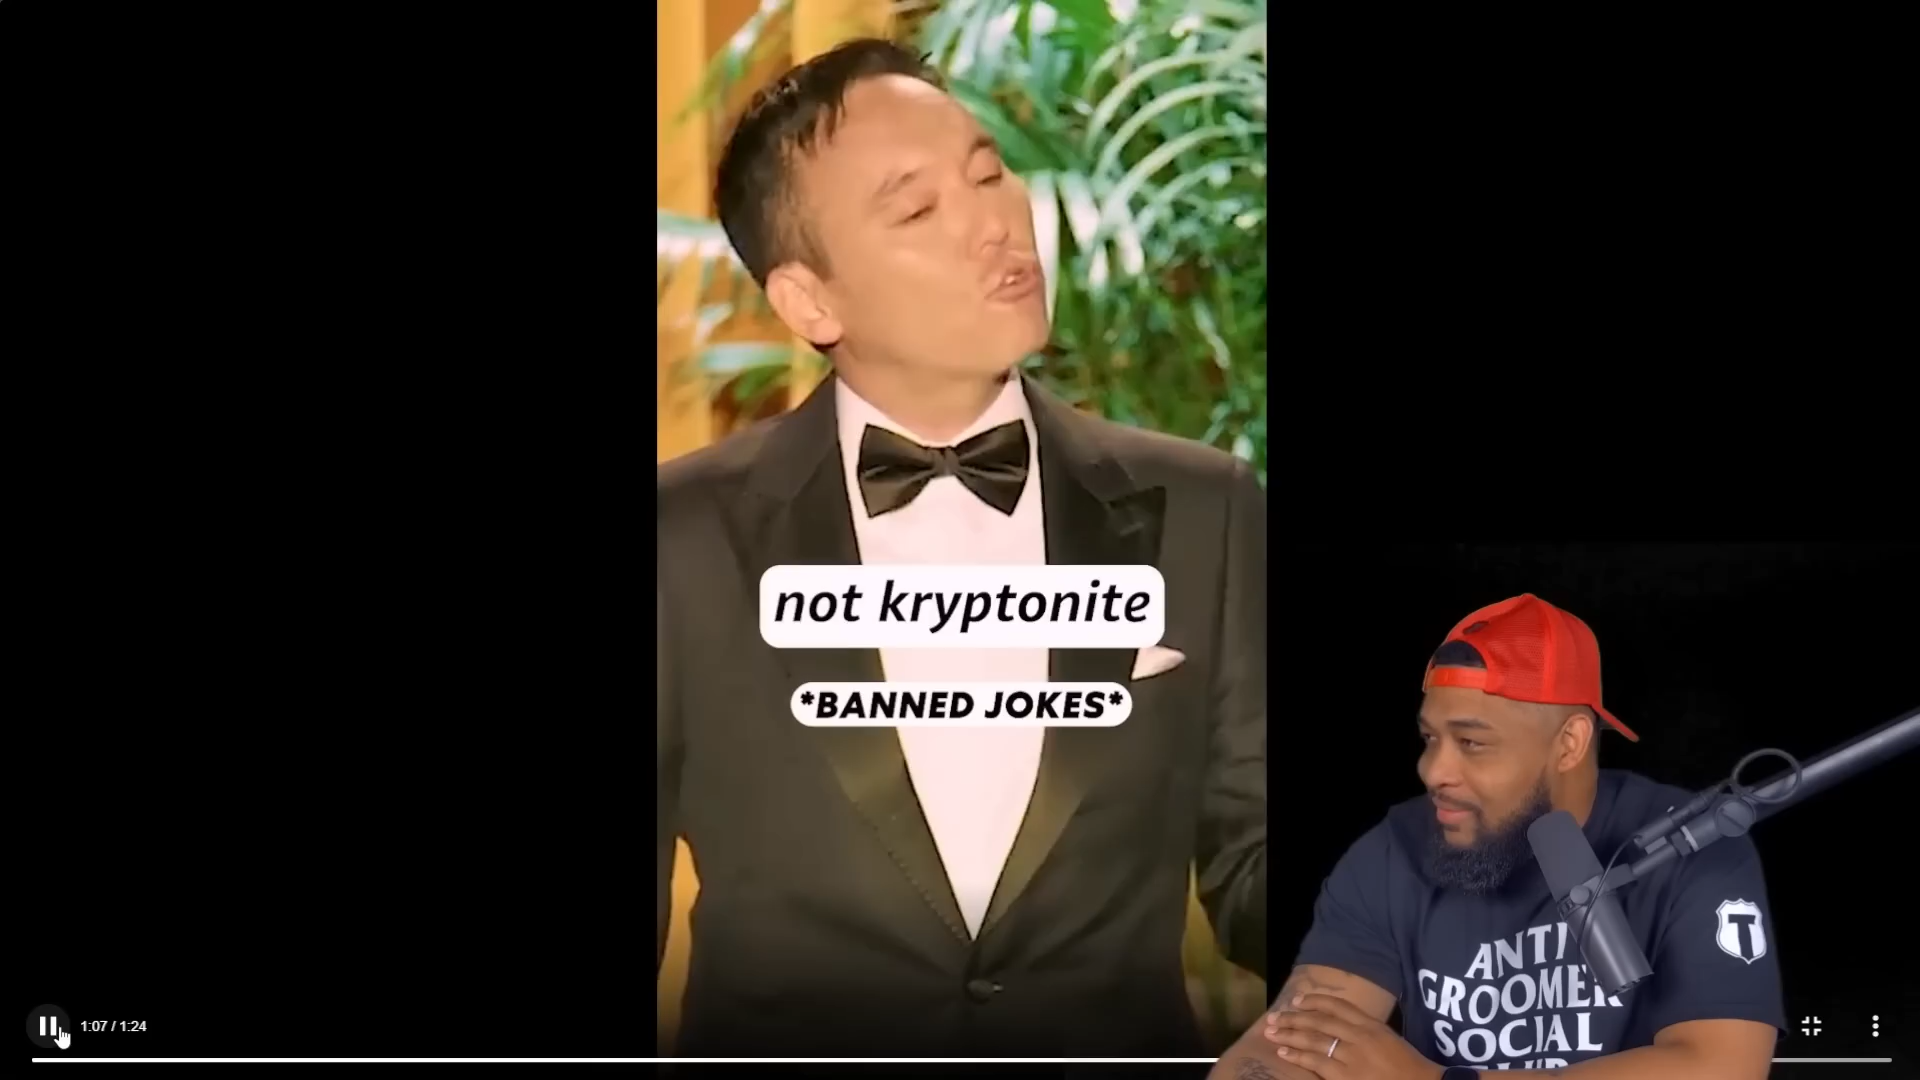 not kryptonite
*BANNED JOKES*
T
ANTI
GROOMER
SOCIAL
1:07 / 1:24